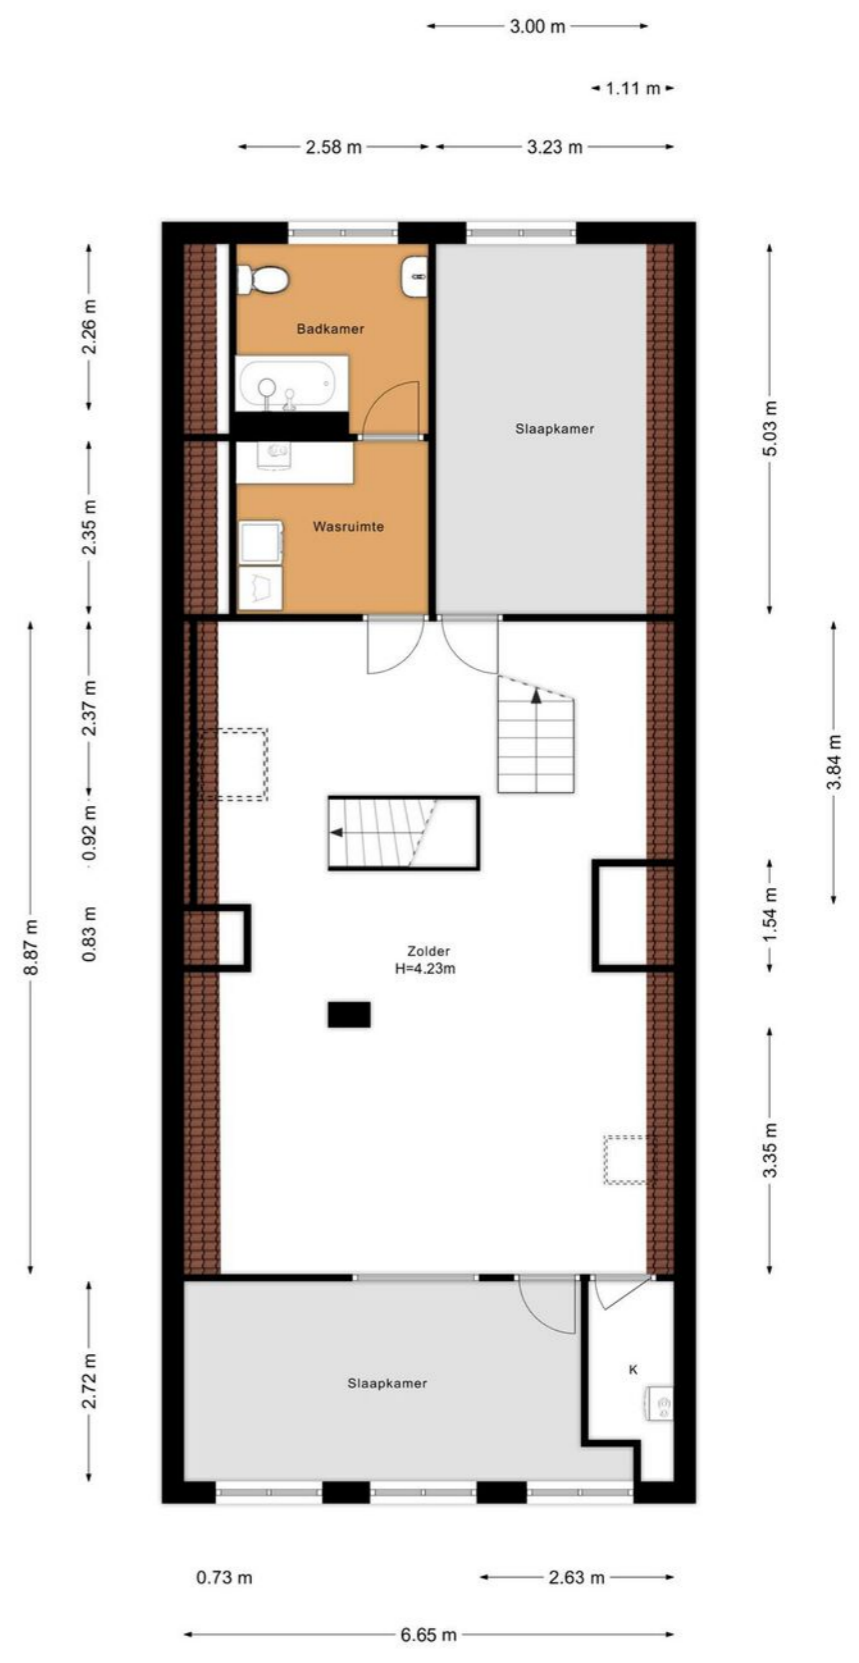 3.00 m
1.11 m
2.58 m
3.23 m
2.26 m
Badkamer
5.03 m
Slaapkamer
2.35 m
Wasruimte
2.37 m
3.84 m
0.92 m
0.83 m
1.54 m
8.87 m
Zolder
H=4.23m
3.35 m
2.72 m
Slaapkamer
K
0.73 m
2.63 m
6.65 m